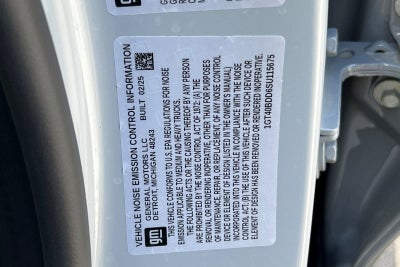 gm
VEHICLE NOISE EMISSION CONTROL INFORMATION
GENERAL MOTORS LLC BUILT 02/25
DETROIT, MICHIGAN 48243
THIS VEHICLE CONFORMS TO U.S. EPA REGULATIONS FOR NOISE
EMISSION APPLICABLE TO MEDIUM AND HEAVY TRUCKS.
THE FOLLOWING ACTS OR THE CAUSING THEREOF BY ANY PERSON
ARE PROHIBITED BY THE NOISE CONTROL ACT OF 1972: (A) THE
REMOVAL OR RENDERING INOPERATIVE, OTHER THAN FOR PURPOSES
OF MAINTENANCE, REPAIR, OR REPLACEMENT, OF ANY NOISE CONTROL
DEVICE OR ELEMENT OF DESIGN (LISTED IN THE OWNER'S MANUAL)
INCORPORATED INTO THIS VEHICLE IN COMPLIANCE WITH THE NOISE
CONTROL ACT: (B) THE USE OF THE VEHICLE AFTER SUCH DEVICE OR
ELEMENT OF DESIGN HAS BEEN REMOVED OR RENDERED INOPERATIVE.
1GT40BDD6SU115675
gm